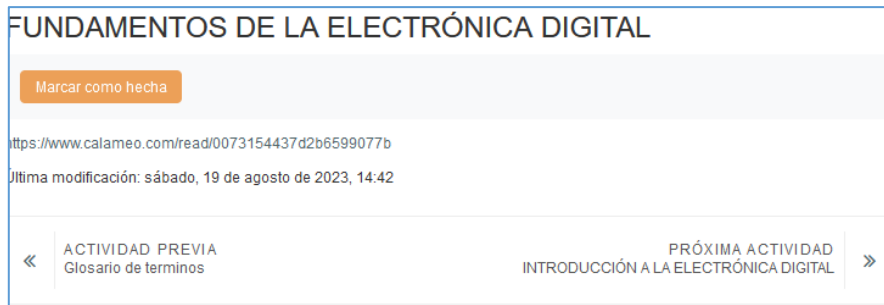 FUNDAMENTOS DE LA ELECTRÓNICA DIGITAL
Marcar como hecha
https://www.calameo.com/read/0073154437d2b6599077b
Última modificación: sábado, 19 de agosto de 2023, 14:42
« ACTIVIDAD PREVIA
Glosario de terminos
PRÓXIMA ACTIVIDAD »
INTRODUCCIÓN A LA ELECTRÓNICA DIGITAL